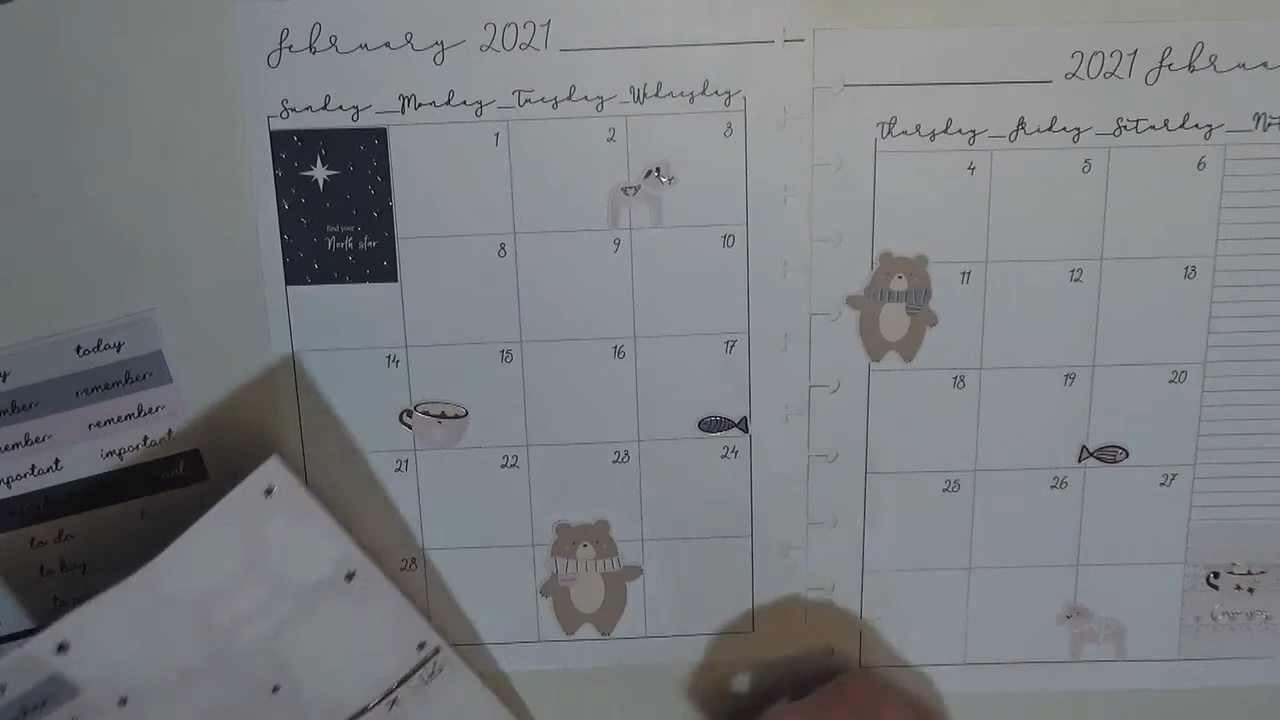 february 2021
2021 februa
Sunday Monday Tuesday Wednesday
Thursday Friday Saturday
1 2 3
4 5 6
find your
North star
8 9 10
11 12 13
14 15 16 17
18 19 20
21 22 23 24
25 26 27
28
today
remember
remember
important
to do
to buy